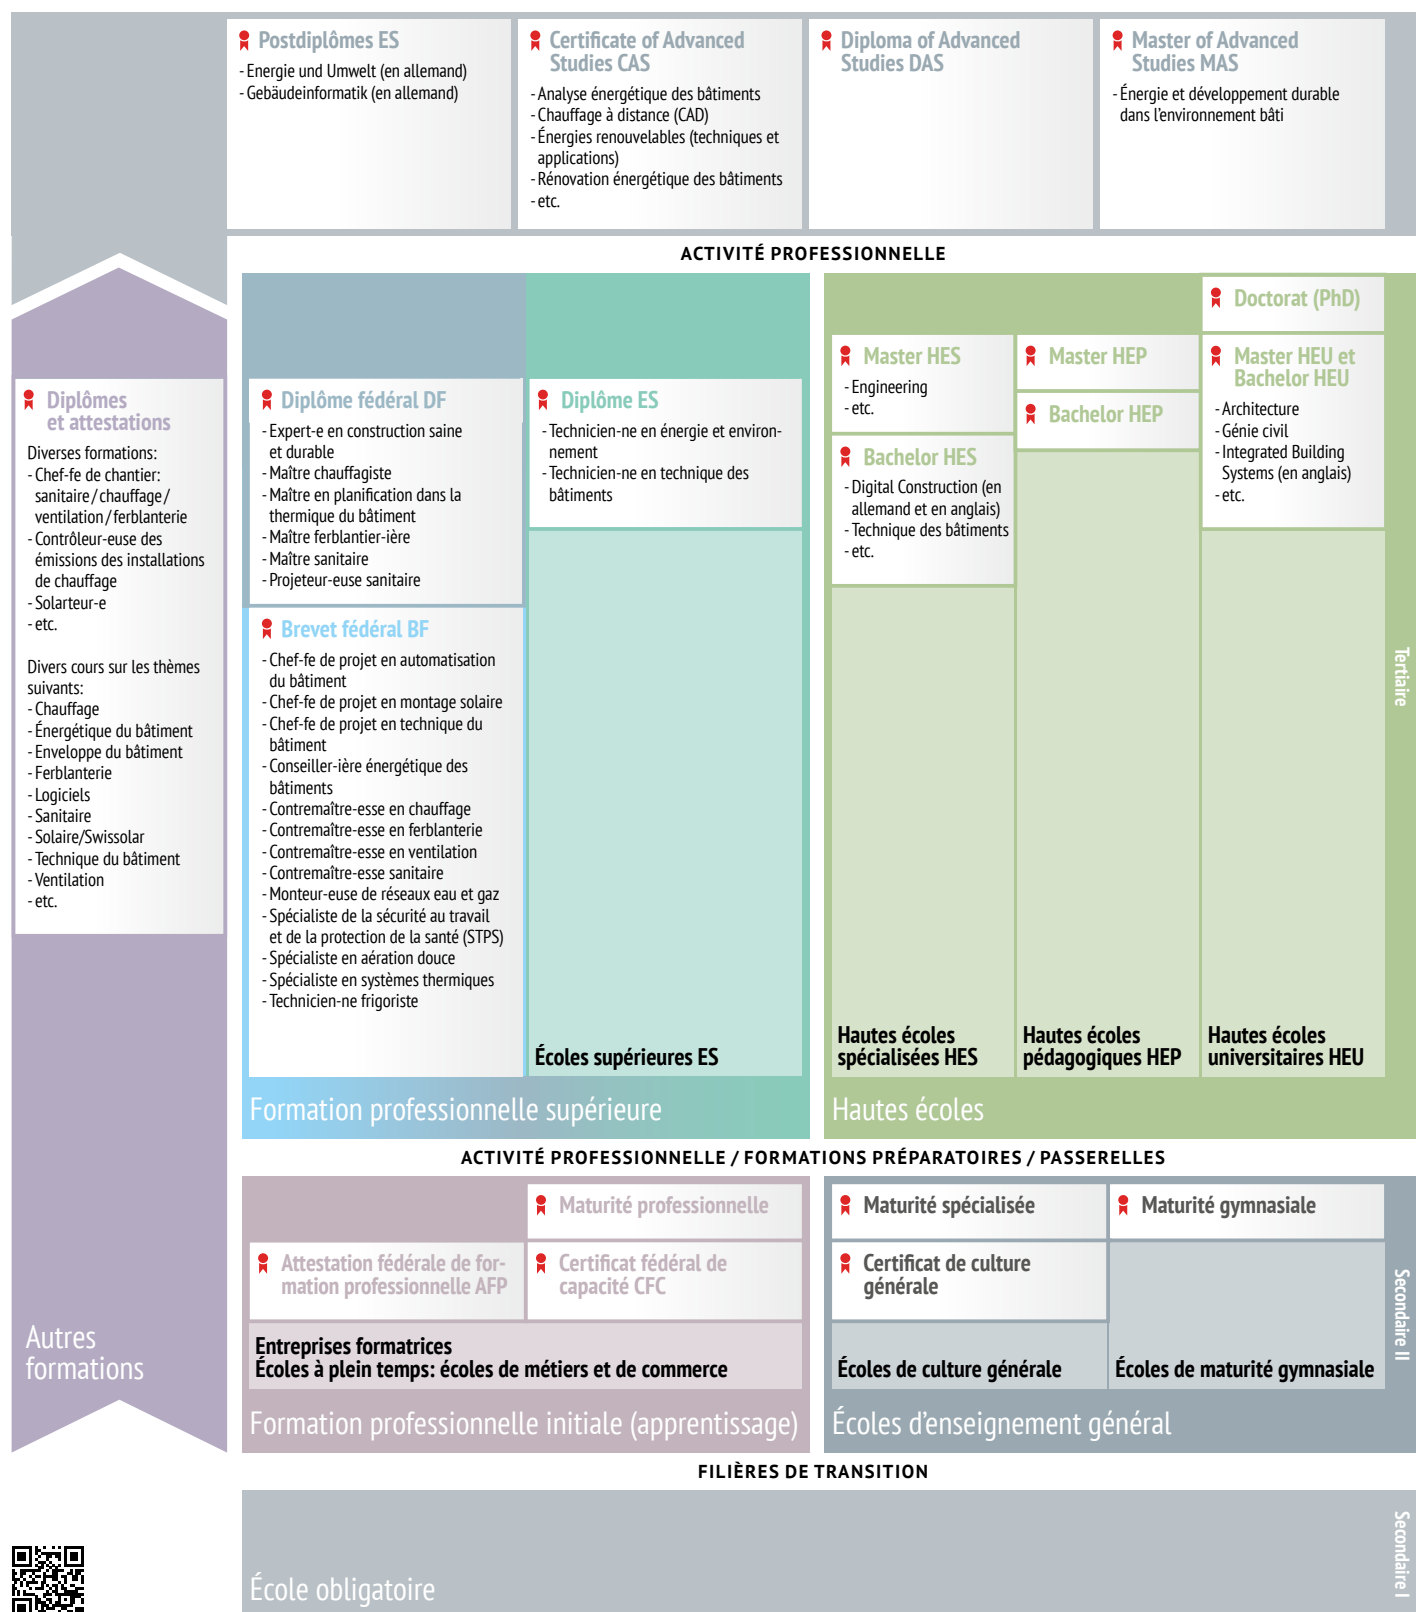 Postdiplômes ES
- Energie und Umwelt (en allemand)
- Gebäudeinformatik (en allemand)
Certificate of Advanced
Studies CAS
- Analyse énergétique des bâtiments
- Chauffage à distance (CAD)
- Énergies renouvelables (techniques et
applications)
- Rénovation énergétique des bâtiments
- etc.
Diploma of Advanced
Studies DAS
Master of Advanced
Studies MAS
- Énergie et développement durable
dans l'environnement bâti
ACTIVITÉ PROFESSIONNELLE
Diplômes
et attestations
Diverses formations:
- Chef-fe de chantier:
sanitaire / chauffage /
ventilation / ferblanterie
- Contrôleur-euse des
émissions des installations
de chauffage
- Solarteur-e
- etc.
Divers cours sur les thèmes
suivants:
- Chauffage
- Énergétique du bâtiment
- Enveloppe du bâtiment
- Ferblanterie
- Logiciels
- Sanitaire
- Solaire/Swissolar
- Technique du bâtiment
- Ventilation
- etc.
Autres
formations
Diplôme fédéral DF
- Expert-e en construction saine
et durable
- Maître chauffagiste
- Maître en planification dans la
thermique du bâtiment
- Maître ferblantier-ière
- Maître sanitaire
- Projeteur-euse sanitaire
Brevet fédéral BF
- Chef-fe de projet en automatisation
du bâtiment
- Chef-fe de projet en montage solaire
- Chef-fe de projet en technique du
bâtiment
- Conseiller-ière énergétique des
bâtiments
- Contremaître-esse en chauffage
- Contremaître-esse en ferblanterie
- Contremaître-esse en ventilation
- Contremaître-esse sanitaire
- Monteur-euse de réseaux eau et gaz
- Spécialiste de la sécurité au travail
et de la protection de la santé (STPS)
- Spécialiste en aération douce
- Spécialiste en systèmes thermiques
- Technicien-ne frigoriste
Diplôme ES
- Technicien-ne en énergie et environ-
nement
- Technicien-ne en technique des
bâtiments
Écoles supérieures ES
Formation professionnelle supérieure
Master HES
- Engineering
- etc.
Bachelor HES
- Digital Construction (en
allemand et en anglais)
- Technique des bâtiments
- etc.
Hautes écoles
spécialisées HES
Master HEP
Bachelor HEP
Hautes écoles
pédagogiques HEP
Doctorat (PhD)
Master HEU et
Bachelor HEU
- Architecture
- Génie civil
- Integrated Building
Systems (en anglais)
- etc.
Hautes écoles
universitaires HEU
Hautes écoles
Tertiaire
ACTIVITÉ PROFESSIONNELLE / FORMATIONS PRÉPARATOIRES / PASSERELLES
Maturité professionnelle
Attestation fédérale de for-
mation professionnelle AFP
Certificat fédéral de
capacité CFC
Entreprises formatrices
Écoles à plein temps: écoles de métiers et de commerce
Formation professionnelle initiale (apprentissage)
Maturité spécialisée
Certificat de culture
générale
Écoles de culture générale
Maturité gymnasiale
Écoles de maturité gymnasiale
Écoles d'enseignement général
Secondaire II
FILIÈRES DE TRANSITION
École obligatoire
Secondaire I